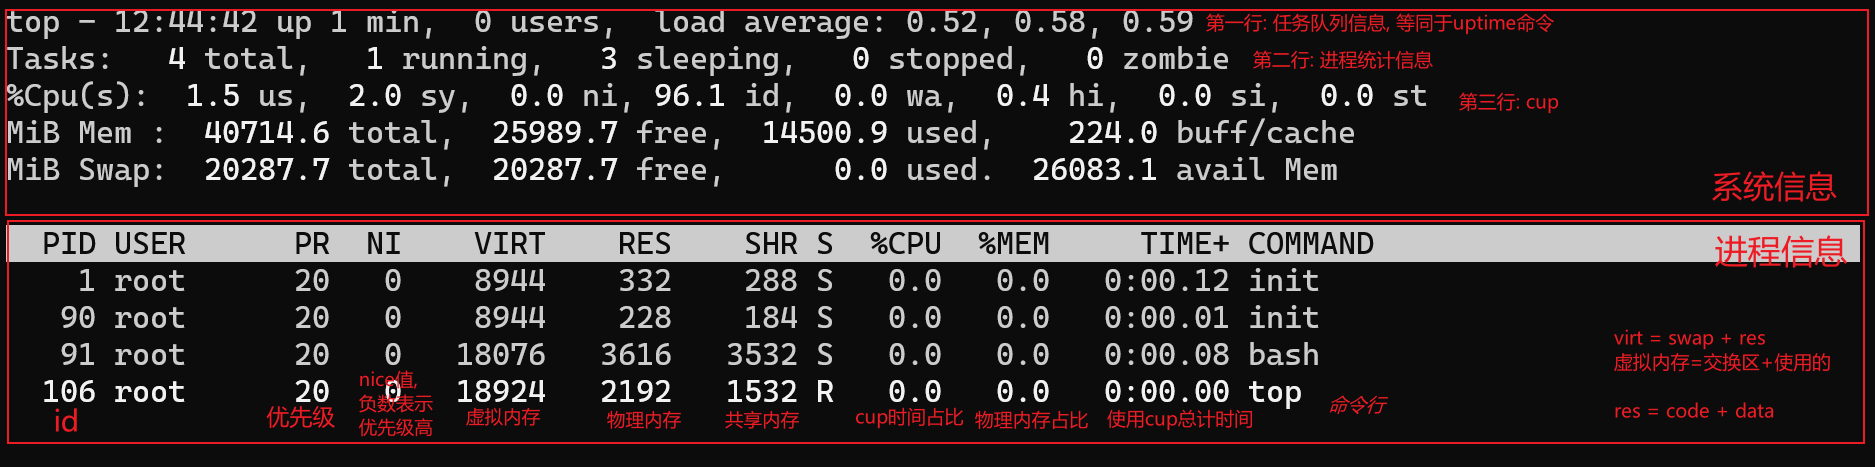 top - 12:44:42 up 1 min,  0 users,  load average: 0.52, 0.58, 0.59 第一行: 任务队列信息, 等同于uptime命令
Tasks:   4 total,   1 running,   3 sleeping,   0 stopped,   0 zombie 第二行: 进程统计信息
%Cpu(s):  1.5 us,  2.0 sy,  0.0 ni, 96.1 id,  0.0 wa,  0.4 hi,  0.0 si,  0.0 st 第三行: cup
MiB Mem :  40714.6 total,  25989.7 free,  14500.9 used,    224.0 buff/cache
MiB Swap:  20287.7 total,  20287.7 free,      0.0 used.  26083.1 avail Mem
系统信息
PID USER      PR  NI    VIRT    RES    SHR S  %CPU  %MEM     TIME+ COMMAND 进程信息
1 root      20   0    8944    332    288 S   0.0   0.0   0:00.12 init
90 root      20   0    8944    228    184 S   0.0   0.0   0:00.01 init
91 root      20   0   18076   3616   3532 S   0.0   0.0   0:00.08 bash
106 root      20   0   18924   2192   1532 R   0.0   0.0   0:00.00 top
id
优先级
nice值,
负数表示
优先级高
虚拟内存
物理内存
共享内存
cup时间占比
物理内存占比
使用cup总计时间
命令行
virt = swap + res
虚拟内存=交换区+使用的
res = code + data